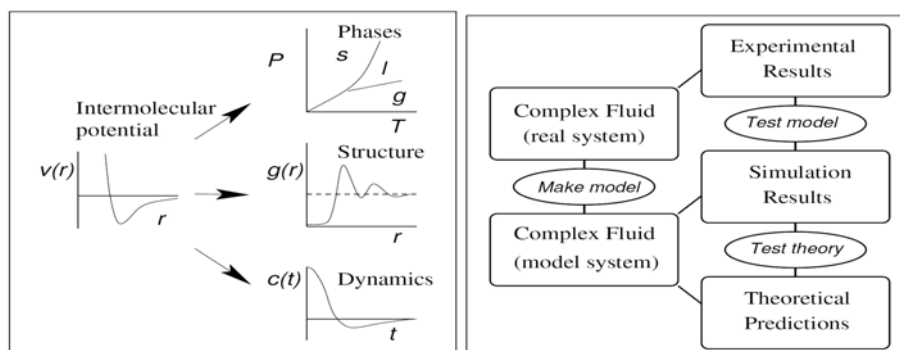 Phases
P
s
l
g
T
Intermolecular
potential
v(r)
r
Structure
g(r)
r
Dynamics
c(t)
t
Experimental
Results
Complex Fluid
(real system)
Test model
Make model
Simulation
Results
Complex Fluid
(model system)
Test theory
Theoretical
Predictions